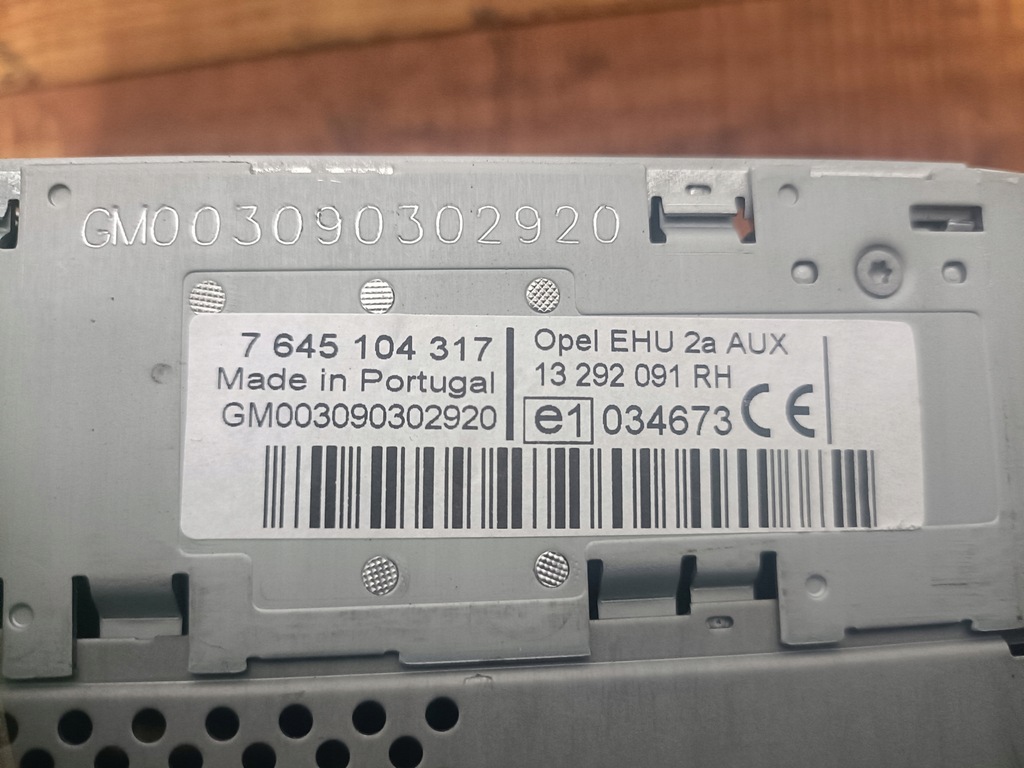 GM003090302920
7 645 104 317
Made in Portugal
GM003090302920
Opel EHU 2a AUX
13 292 091 RH
e1 034673 CE